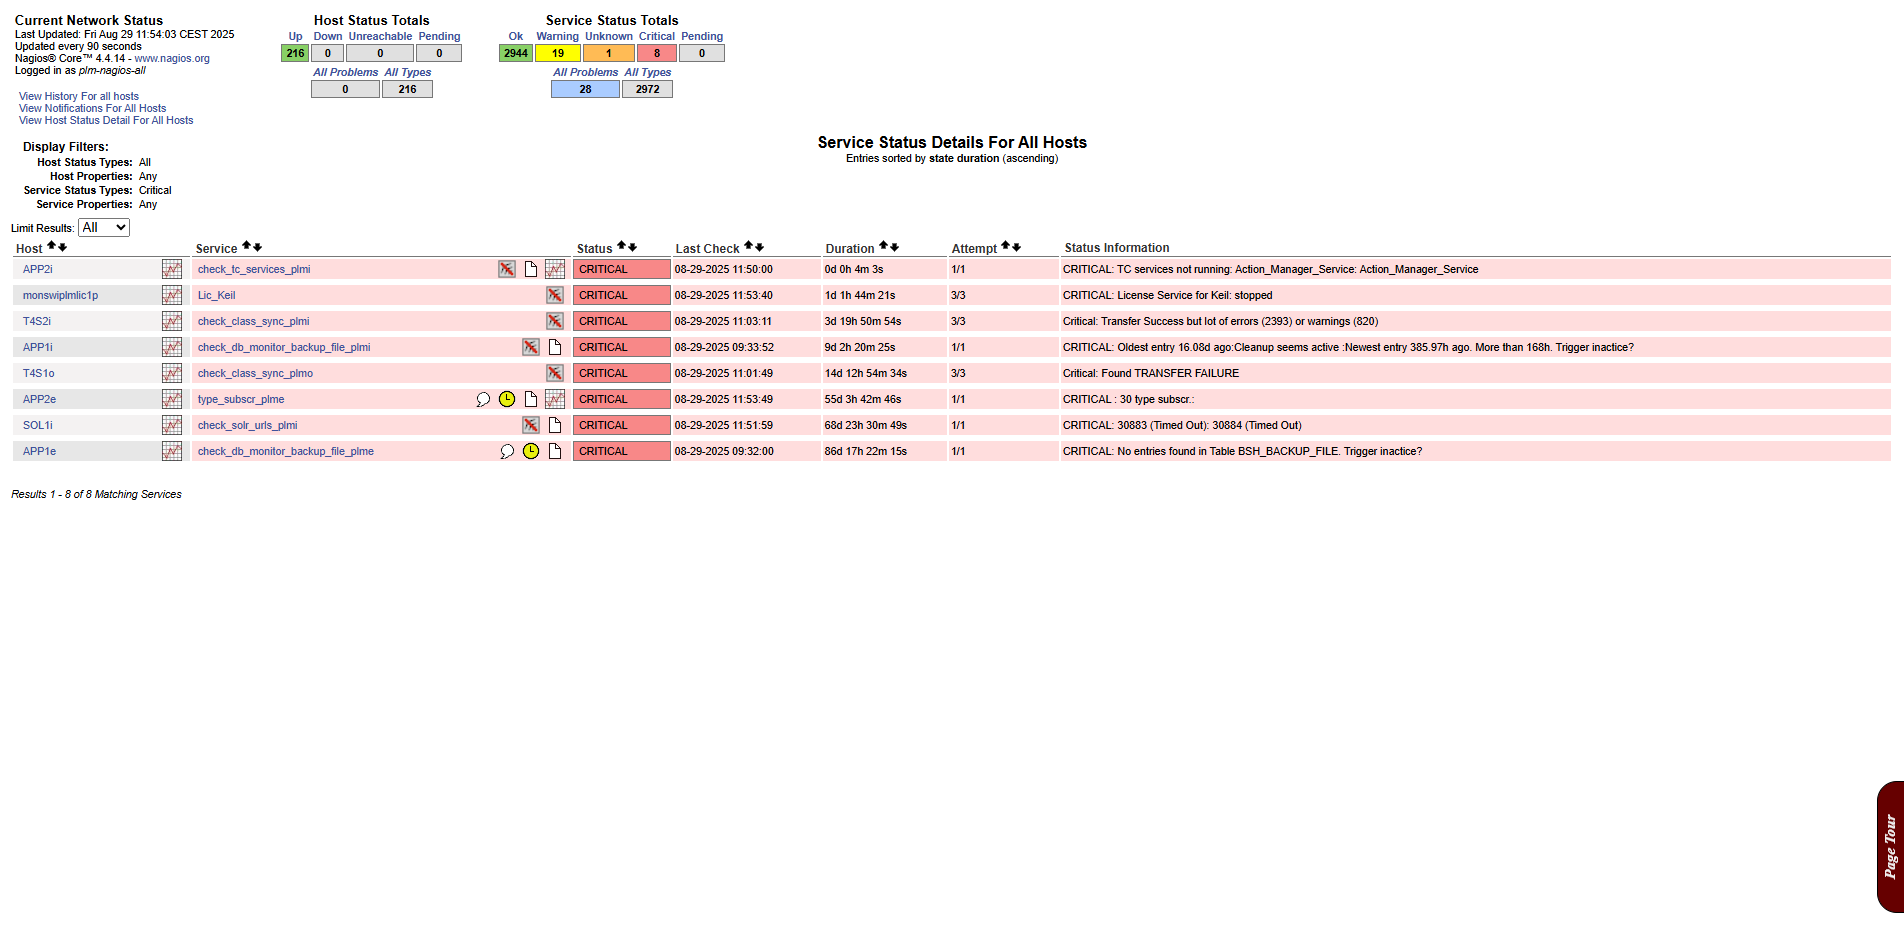 Current Network Status
Last Updated: Fri Aug 29 11:54:03 CEST 2025
Updated every 90 seconds
Nagios® Core™ 4.4.14 - www.nagios.org
Logged in as plm-nagios-all
View History For all hosts
View Notifications For All Hosts
View Host Status Detail For All Hosts
Host Status Totals
Up Down Unreachable Pending
216 0 0 0
All Problems All Types
0 216
Service Status Totals
Ok Warning Unknown Critical Pending
2944 19 1 8 0
All Problems All Types
28 2972
Display Filters:
Host Status Types: All
Host Properties: Any
Service Status Types: Critical
Service Properties: Any
Service Status Details For All Hosts
Entries sorted by state duration (ascending)
Limit Results: All
Host Service Status Last Check Duration Attempt Status Information
APP2i check_tc_services_plmi CRITICAL 08-29-2025 11:50:00 0d 0h 4m 3s 1/1 CRITICAL: TC services not running: Action_Manager_Service: Action_Manager_Service
monswiplmlic1p Lic_Keil CRITICAL 08-29-2025 11:53:40 1d 1h 44m 21s 3/3 CRITICAL: License Service for Keil: stopped
T4S2i check_class_sync_plmi CRITICAL 08-29-2025 11:03:11 3d 19h 50m 54s 3/3 Critical: Transfer Success but lot of errors (2393) or warnings (820)
APP1i check_db_monitor_backup_file_plmi CRITICAL 08-29-2025 09:33:52 9d 2h 20m 25s 1/1 CRITICAL: Oldest entry 16.08d ago:Cleanup seems active :Newest entry 385.97h ago. More than 168h. Trigger inactice?
T4S1o check_class_sync_plmo CRITICAL 08-29-2025 11:01:49 14d 12h 54m 34s 3/3 Critical: Found TRANSFER FAILURE
APP2e type_subscr_plme CRITICAL 08-29-2025 11:53:49 55d 3h 42m 46s 1/1 CRITICAL : 30 type subscr.:
SOL1i check_solr_urls_plmi CRITICAL 08-29-2025 11:51:59 68d 23h 30m 49s 1/1 CRITICAL: 30883 (Timed Out): 30884 (Timed Out)
APP1e check_db_monitor_backup_file_plme CRITICAL 08-29-2025 09:32:00 86d 17h 22m 15s 1/1 CRITICAL: No entries found in Table BSH_BACKUP_FILE. Trigger inactice?
Results 1 - 8 of 8 Matching Services
Page Tour